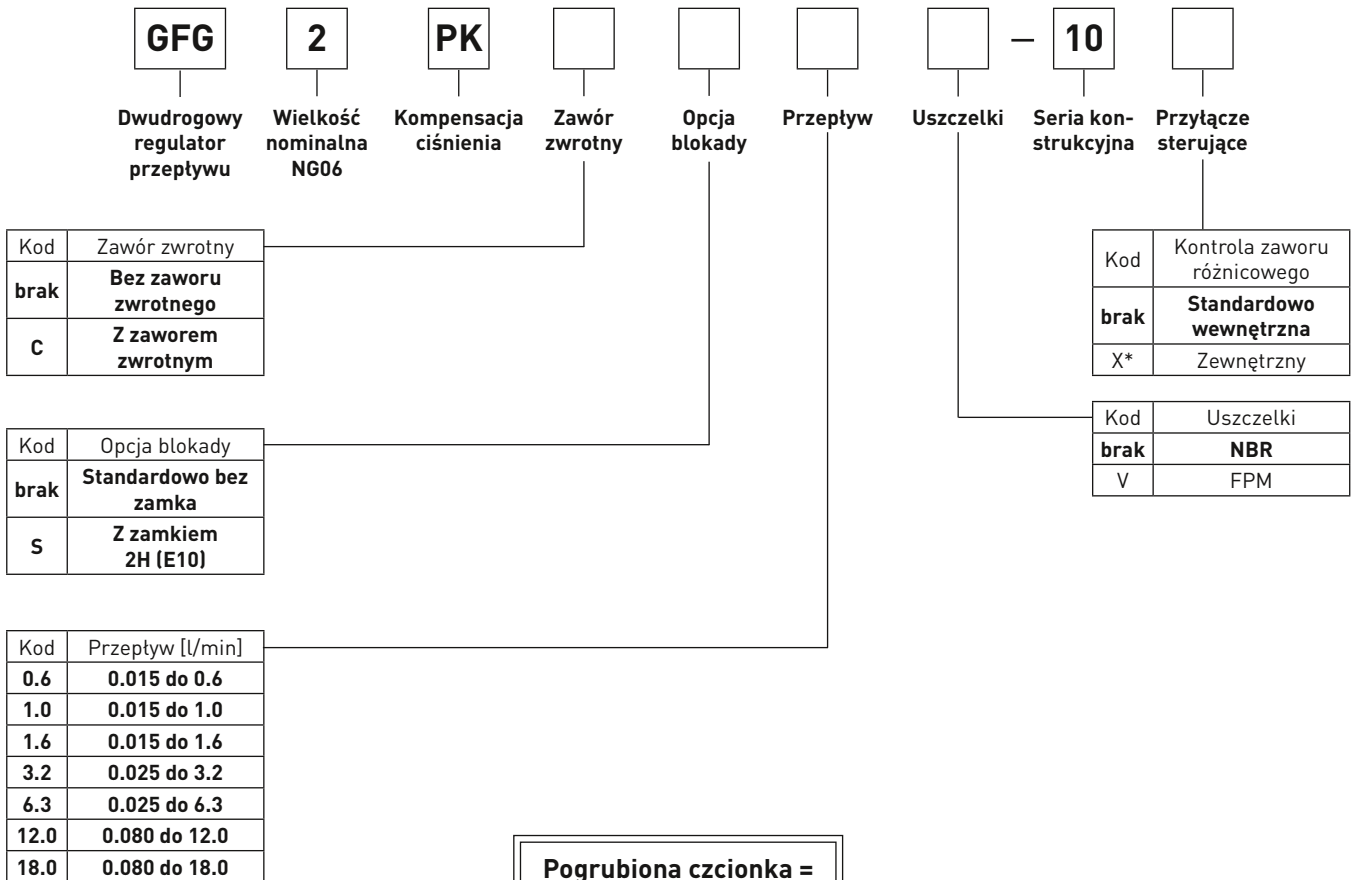 GFG 2 PK – 10
Dwudrogowy
regulator
przepływu
Wielkość
nominalna
NG06
Kompensacja
ciśnienia
Zawór
zwrotny
Opcja
blokady
Przepływ
Uszczelki
Seria kon-
strukcyjna
Przyłącze
sterujące
Kod Zawór zwrotny
brak Bez zaworu
zwrotnego
C Z zaworem
zwrotnym
Kod Kontrola zaworu
różnicowego
brak Standardowo
wewnętrzna
X* Zewnętrzny
Kod Opcja blokady
brak Standardowo bez
zamka
S Z zamkiem
2H (E10)
Kod Uszczelki
brak NBR
V FPM
Kod Przepływ [l/min]
0.6 0.015 do 0.6
1.0 0.015 do 1.0
1.6 0.015 do 1.6
3.2 0.025 do 3.2
6.3 0.025 do 6.3
12.0 0.080 do 12.0
18.0 0.080 do 18.0
Pogrubiona czcionka =